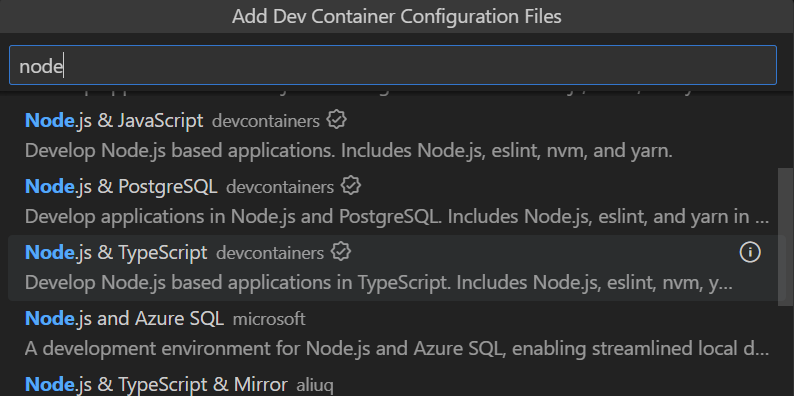 Add Dev Container Configuration Files
node
Node.js & JavaScript devcontainers
Develop Node.js based applications. Includes Node.js, eslint, nvm, and yarn.
Node.js & PostgreSQL devcontainers
Develop applications in Node.js and PostgreSQL. Includes Node.js, eslint, and yarn in ...
Node.js & TypeScript devcontainers
Develop Node.js based applications in TypeScript. Includes Node.js, eslint, nvm, y...
Node.js and Azure SQL microsoft
A development environment for Node.js and Azure SQL, enabling streamlined local d...
Node.js & TypeScript & Mirror aliuq